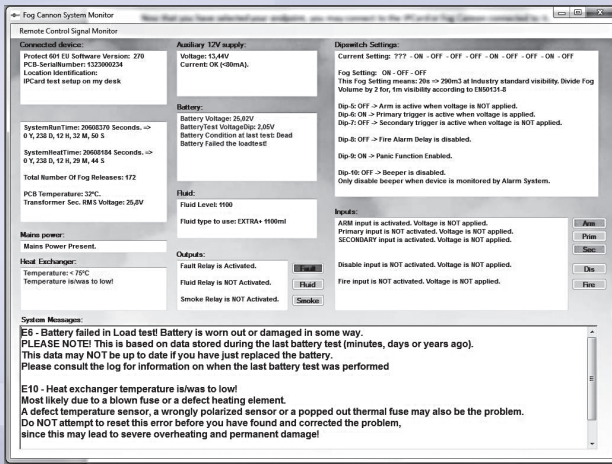 Fog Cannon System Monitor
Remote Control Signal Monitor
Connected device:
Protect 601 EU Software Version: 270
PCB-SerialNumber: 1323000234
Location Identification:
IPCard test setup on my desk
SystemRunTime: 20608370 Seconds. =>
0 Y, 238 D, 12 H, 32 M, 50 S
SystemHeatTime: 20608184 Seconds. =>
0 Y, 238 D, 12 H, 29 M, 44 S
Total Number Of Fog Releases: 172
PCB Temperature: 32ºC.
Transformer Sec. RMS Voltage: 25,8V
Mains power:
Mains Power Present.
Heat Exchanger:
Temperature: < 75ºC
Temperature is/was to low!
Auxiliary 12V supply:
Voltage: 13,44V
Current: OK (<80mA).
Battery:
Battery Voltage: 25,02V
BatteryTest VoltageDip: 2,05V
Battery Condition at last test: Dead
Battery Failed the loadtest!
Fluid:
Fluid Level: 1100
Fluid type to use: EXTRA+ 1100ml
Outputs:
Fault Relay is Activated.
Fault
Fluid Relay is NOT Activated.
Fluid
Smoke Relay is NOT Activated.
Smoke
Dipswitch Settings:
Current Setting: ??? - ON - OFF - OFF - OFF - ON - OFF - OFF - ON - OFF
Fog Setting: ON - OFF - OFF
This Fog Setting means: 20s => 290m3 at Industry standard visibility. Divide Fog
Volume by 2 for, 1m visibility according to EN50131-8
Dip-5: OFF -> Arm is active when voltage is NOT applied.
Dip-6: ON -> Primary trigger is active when voltage is applied.
Dip-7: OFF -> Secondary trigger is active when voltage is NOT applied..
Dip-8: OFF -> Fire Alarm Delay is disabled.
Dip-9: ON -> Panic Function Enabled.
Dip-10: OFF -> Beeper is disabled.
Only disable beeper when device is monitored by Alarm System.
Inputs:
ARM input is activated. Voltage is NOT applied.
Primary input is NOT activated. Voltage is NOT applied.
SECONDARY input is activated. Voltage is NOT applied.
Disable input is NOT activated. Voltage is NOT applied.
Fire input is NOT activated. Voltage is NOT applied.
Arm
Prim
Sec
Dis
Fire
System Messages:
E6 - Battery failed in Load test! Battery is worn out or damaged in some way.
PLEASE NOTE! This is based on data stored during the last battery test (minutes, days or years ago).
This data may NOT be up to date if you have just replaced the battery.
Please consult the log for information on when the last battery test was performed
E10 - Heat exchanger temperature is/was to low!
Most likely due to a blown fuse or a defect heating element.
A defect temperature sensor, a wrongly polarized sensor or a popped out thermal fuse may also be the problem.
Do NOT attempt to reset this error before you have found and corrected the problem,
since this may lead to severe overheating and permanent damage!